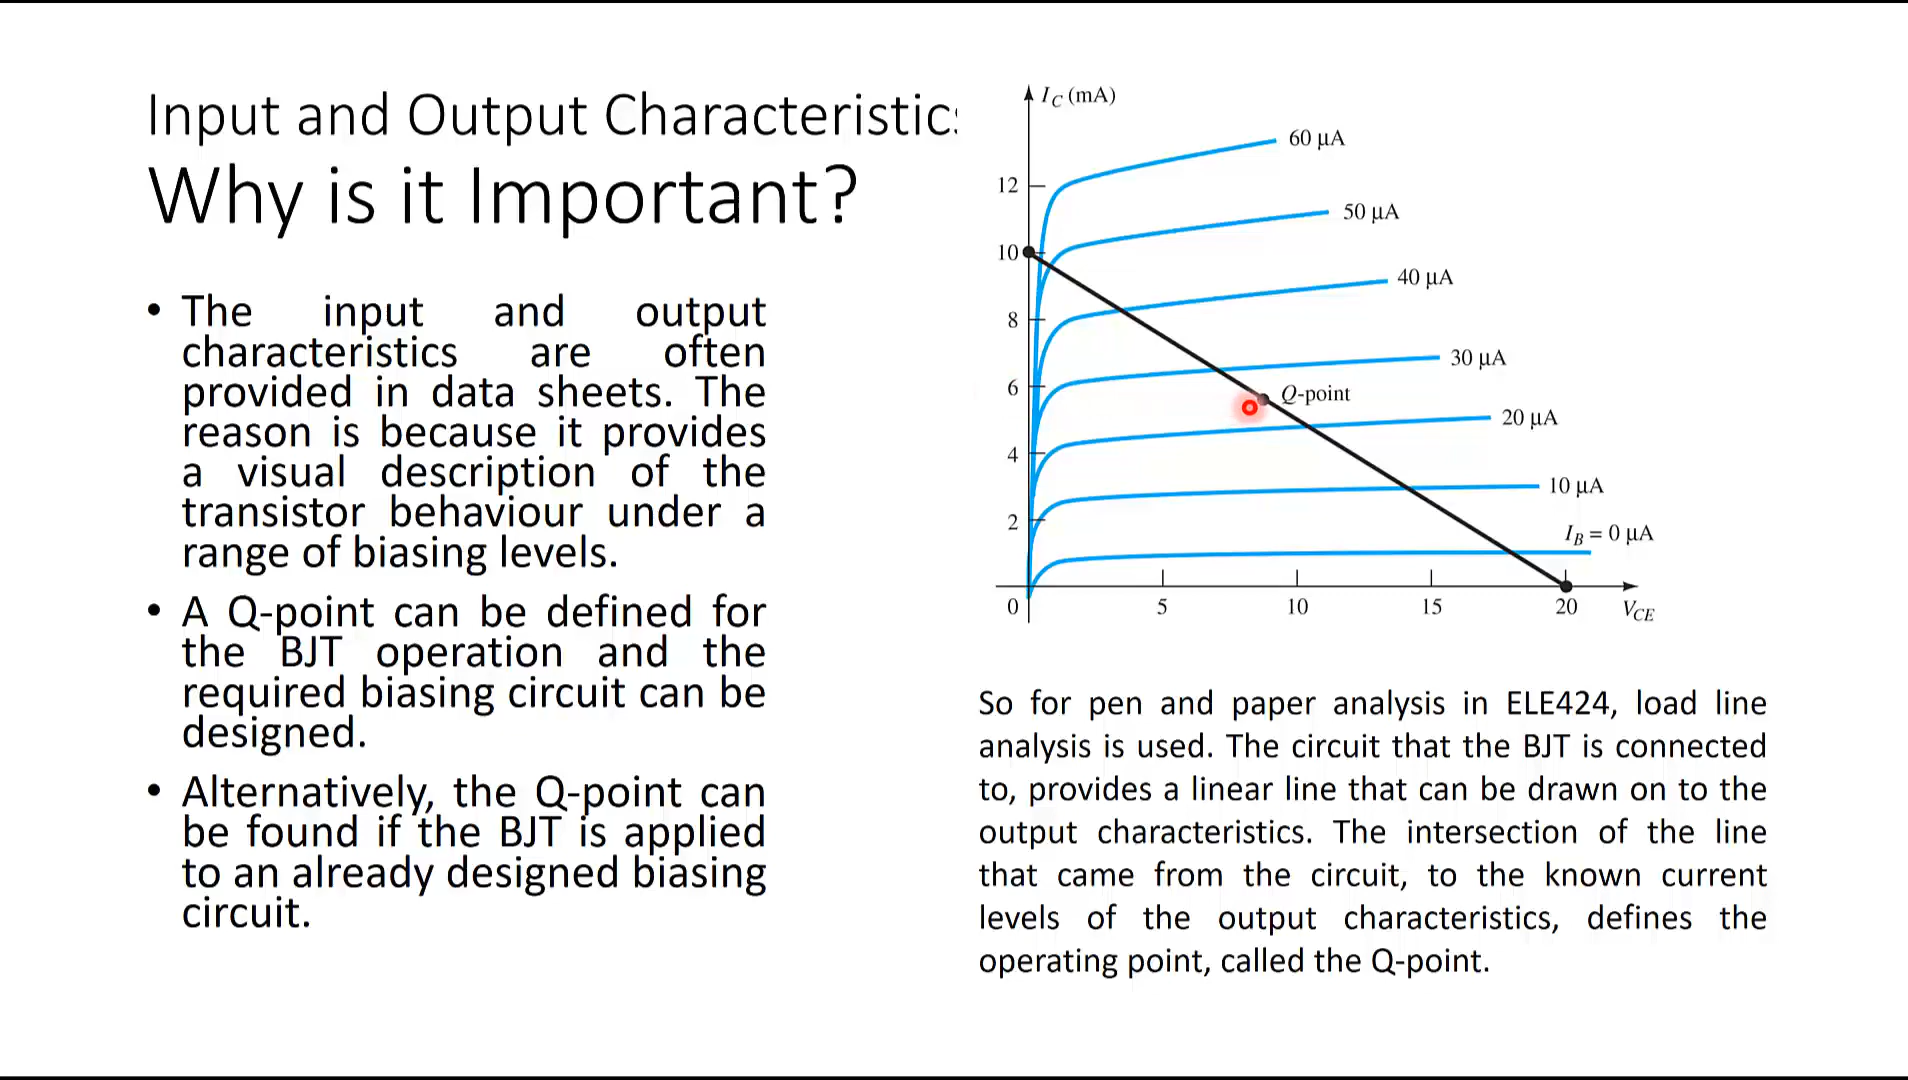 Input and Output Characteristics
Why is it Important?
• The input and output
characteristics are often
provided in data sheets. The
reason is because it provides
a visual description of the
transistor behaviour under a
range of biasing levels.
• A Q-point can be defined for
the BJT operation and the
required biasing circuit can be
designed.
• Alternatively, the Q-point can
be found if the BJT is applied
to an already designed biasing
circuit.
I_C (mA)
60 μA
12
50 μA
10
40 μA
8
30 μA
6
Q-point
20 μA
4
10 μA
2
I_B = 0 μA
0 5 10 15 20 V_CE
So for pen and paper analysis in ELE424, load line
analysis is used. The circuit that the BJT is connected
to, provides a linear line that can be drawn on to the
output characteristics. The intersection of the line
that came from the circuit, to the known current
levels of the output characteristics, defines the
operating point, called the Q-point.